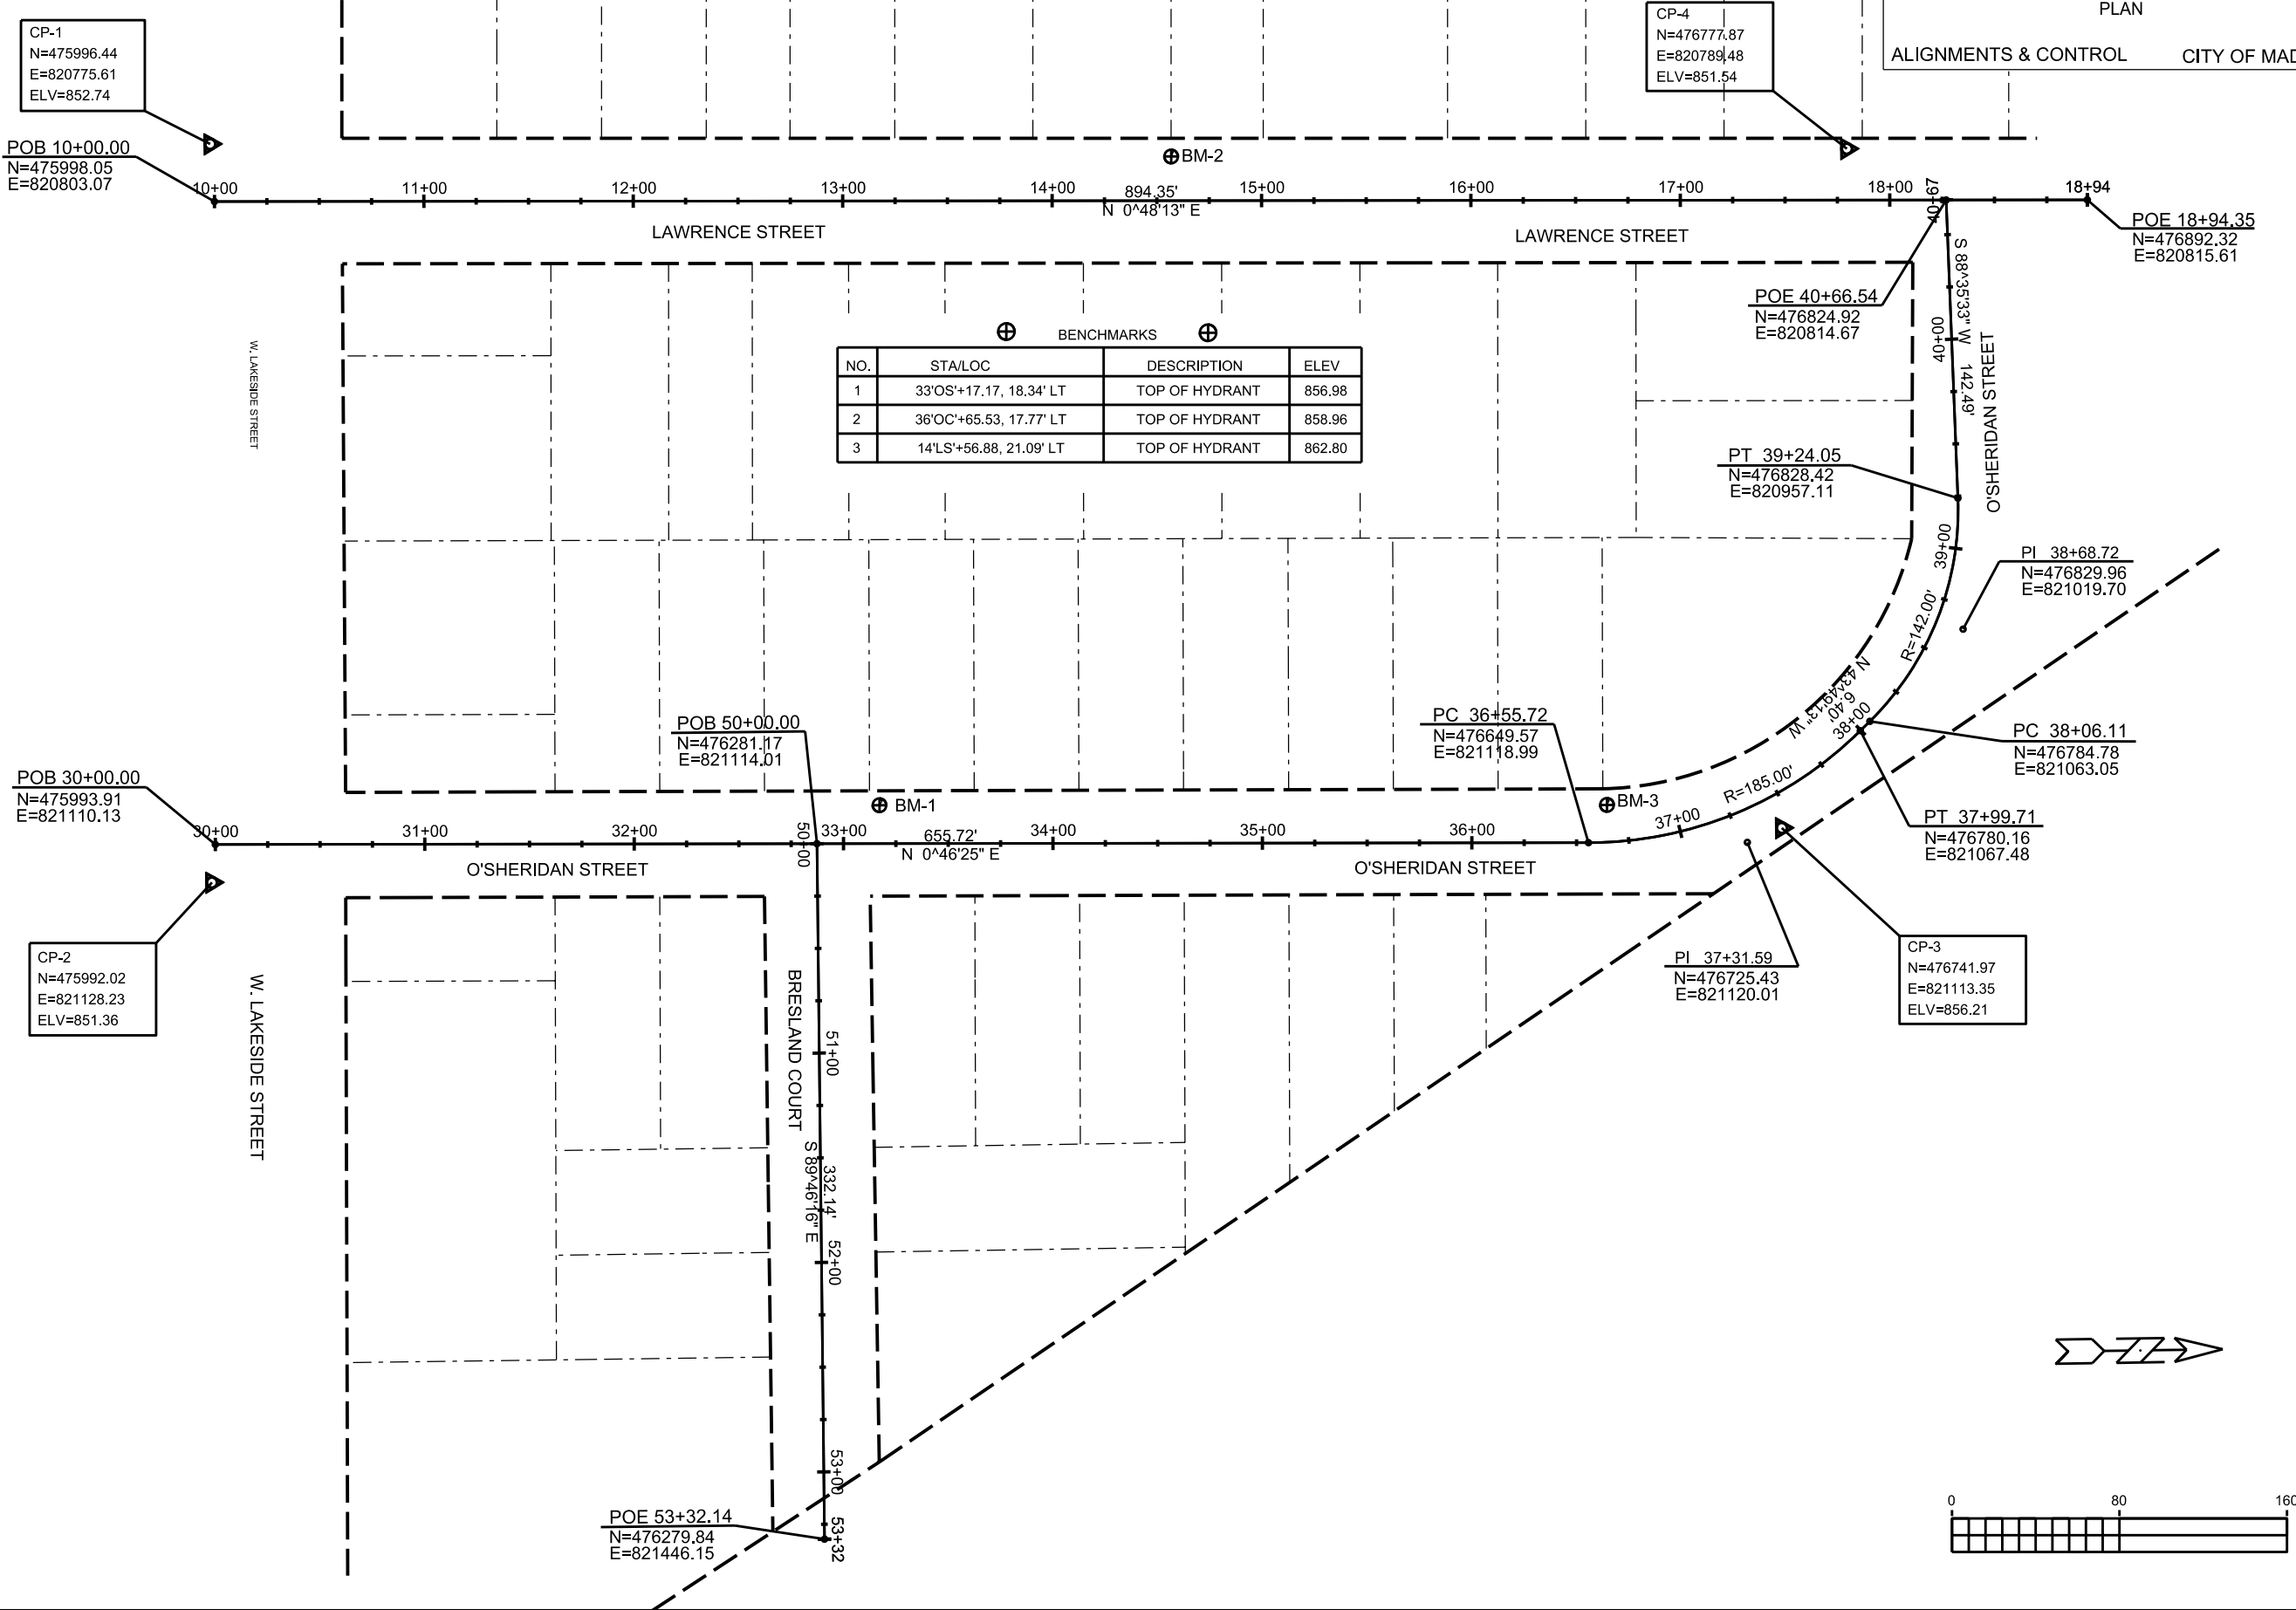 CP-1
N=475996.44
E=820775.61
ELV=852.74
CP-4
N=476777.87
E=820789.48
ELV=851.54
PLAN
ALIGNMENTS & CONTROL
CITY OF MAD
POB 10+00.00
N=475998.05
E=820803.07
10+00
11+00
12+00
13+00
14+00
15+00
16+00
17+00
18+00
40+67
18+94
BM-2
894.35'
N 0^48'13" E
LAWRENCE STREET
LAWRENCE STREET
POE 18+94.35
N=476892.32
E=820815.61
POE 40+66.54
N=476824.92
E=820814.67
S 88^35'33" W 142.49'
40+00
O'SHERIDAN STREET
W. LAKESIDE STREET
BENCHMARKS
NO. STA/LOC DESCRIPTION ELEV
1 33'OS'+17.17, 18.34' LT TOP OF HYDRANT 856.98
2 36'OC'+65.53, 17.77' LT TOP OF HYDRANT 858.96
3 14'LS'+56.88, 21.09' LT TOP OF HYDRANT 862.80
PT 39+24.05
N=476828.42
E=820957.11
39+00
PI 38+68.72
N=476829.96
E=821019.70
R=142.00'
N 43^49'13" W
6.40'
38+00
POB 50+00.00
N=476281.17
E=821114.01
PC 36+55.72
N=476649.57
E=821118.99
PC 38+06.11
N=476784.78
E=821063.05
POB 30+00.00
N=475993.91
E=821110.13
BM-1
BM-3
R=185.00'
PT 37+99.71
N=476780.16
E=821067.48
30+00
31+00
32+00
50+00
33+00
34+00
35+00
36+00
37+00
655.72'
N 0^46'25" E
O'SHERIDAN STREET
O'SHERIDAN STREET
CP-2
N=475992.02
E=821128.23
ELV=851.36
PI 37+31.59
N=476725.43
E=821120.01
CP-3
N=476741.97
E=821113.35
ELV=856.21
W. LAKESIDE STREET
BRESLAND COURT
51+00
S 89^46'16" E
332.14'
52+00
53+00
POE 53+32.14
N=476279.84
E=821446.15
53+32
0 80 160